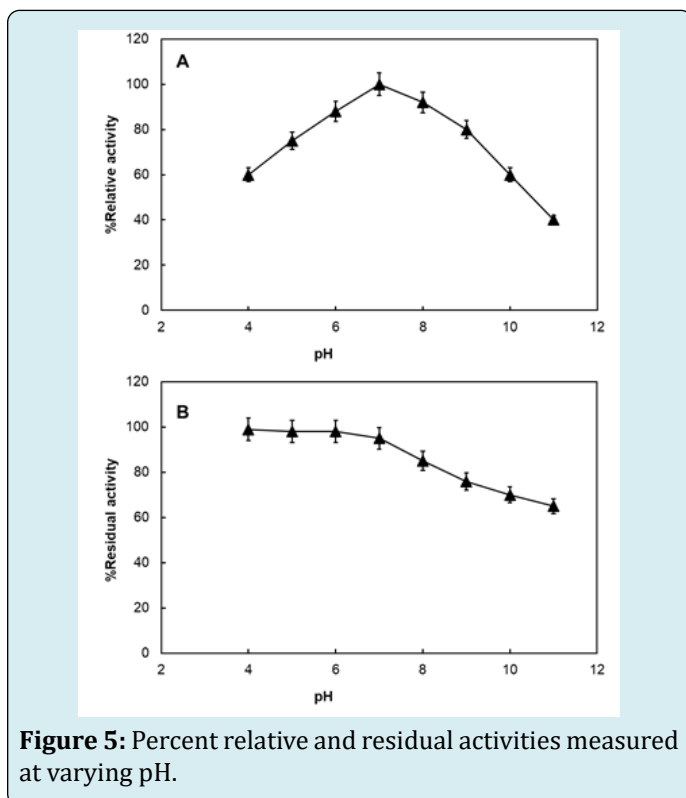 120
A
100
80
60
40
20
0
%Relative activity
2 4 6 8 10 12
pH
120
B
100
80
60
40
20
0
%Residual activity
2 4 6 8 10 12
pH
Figure 5: Percent relative and residual activities measured
at varying pH.